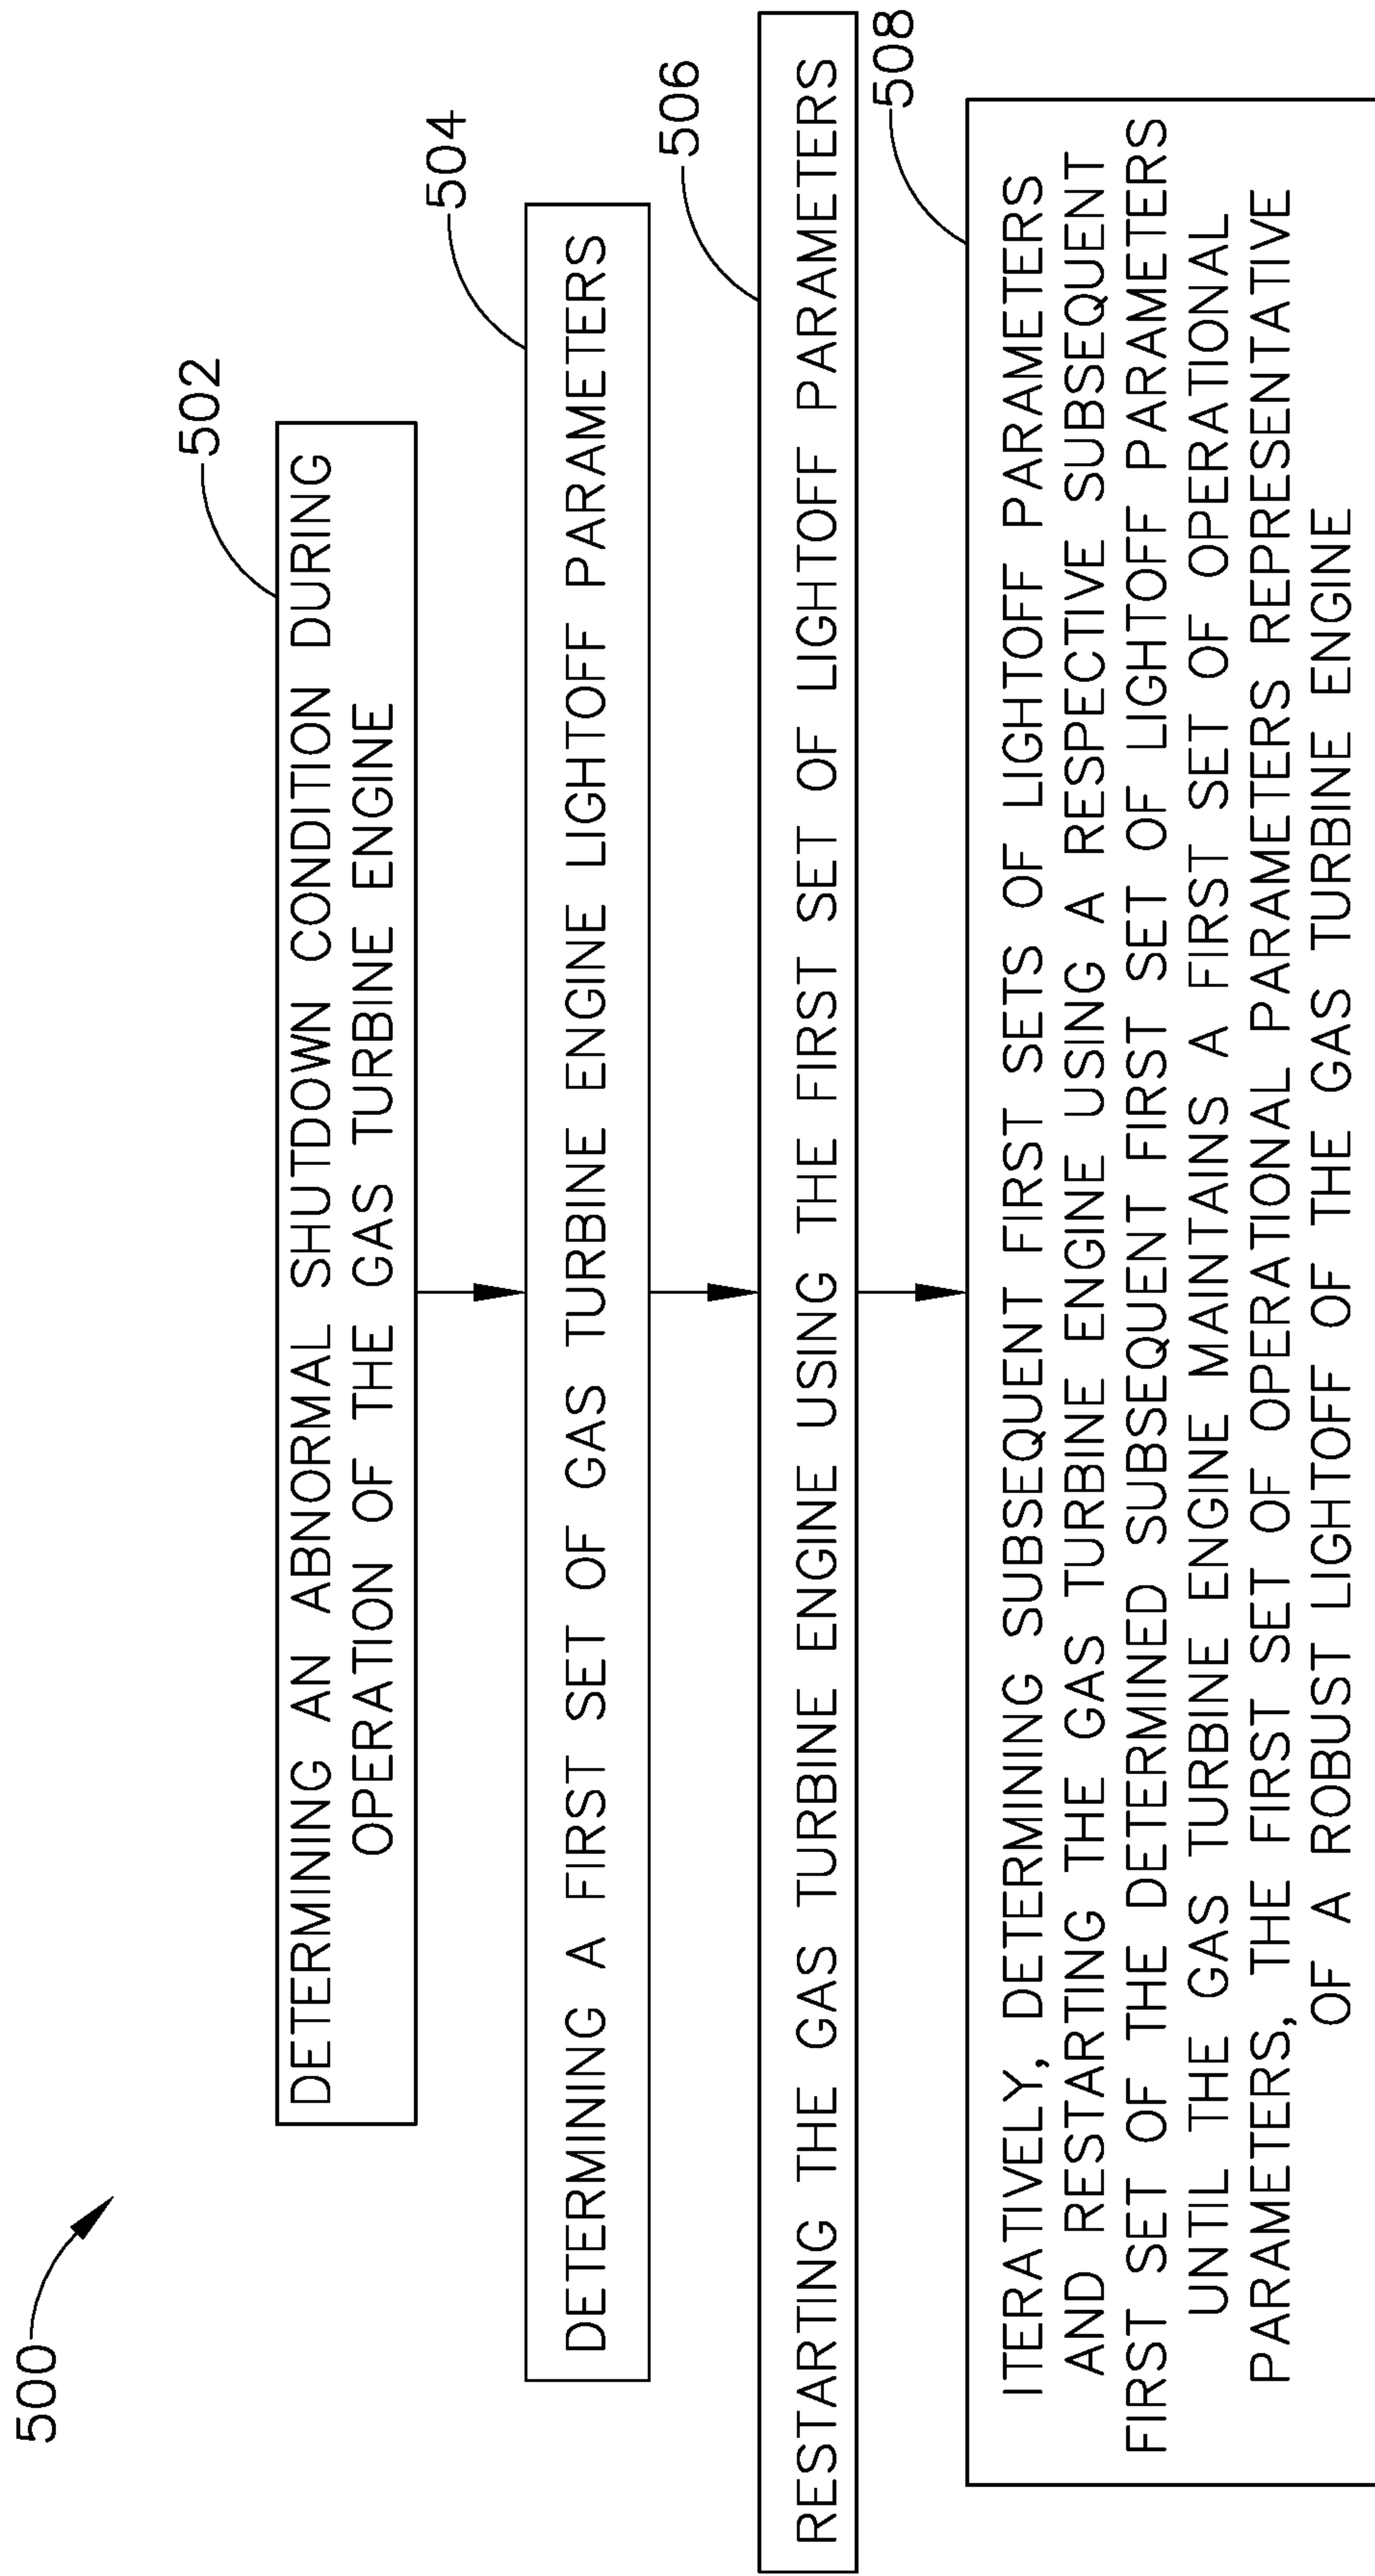 500
502
DETERMINING AN ABNORMAL SHUTDOWN CONDITION DURING
OPERATION OF THE GAS TURBINE ENGINE
504
DETERMINING A FIRST SET OF GAS TURBINE ENGINE LIGHTOFF PARAMETERS
506
RESTARTING THE GAS TURBINE ENGINE USING THE FIRST SET OF LIGHTOFF PARAMETERS
508
ITERATIVELY, DETERMINING SUBSEQUENT FIRST SETS OF LIGHTOFF PARAMETERS
AND RESTARTING THE GAS TURBINE ENGINE USING A RESPECTIVE SUBSEQUENT
FIRST SET OF THE DETERMINED SUBSEQUENT FIRST SET OF LIGHTOFF PARAMETERS
UNTIL THE GAS TURBINE ENGINE MAINTAINS A FIRST SET OF OPERATIONAL
PARAMETERS, THE FIRST SET OF OPERATIONAL PARAMETERS REPRESENTATIVE
OF A ROBUST LIGHTOFF OF THE GAS TURBINE ENGINE